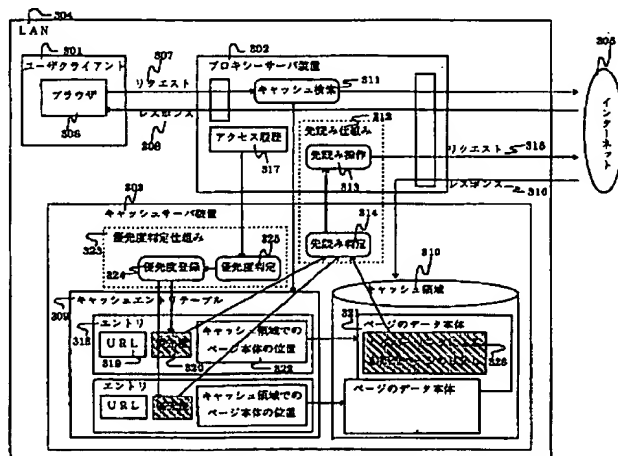 304
LAN
301
ユーザクライアント
ブラウザ
306
307
リクエスト
レスポンス
308
302
プロキシーサーバ装置
キャッシュ検索
311
アクセス履歴
317
312
先読み仕組み
先読み操作
313
リクエスト
315
レスポンス
316
305
インターネット
303
キャッシュサーバ装置
323
優先度判定仕組み
324
優先度登録
325
優先度判定
314
先読み判定
310
キャッシュ領域
309
キャッシュエントリテーブル
318
エントリ
URL
319
320
キャッシュ領域での
ページ本体の位置
322
エントリ
URL
キャッシュ領域での
ページ本体の位置
321
ページのデータ本体
326
ページのデータ本体